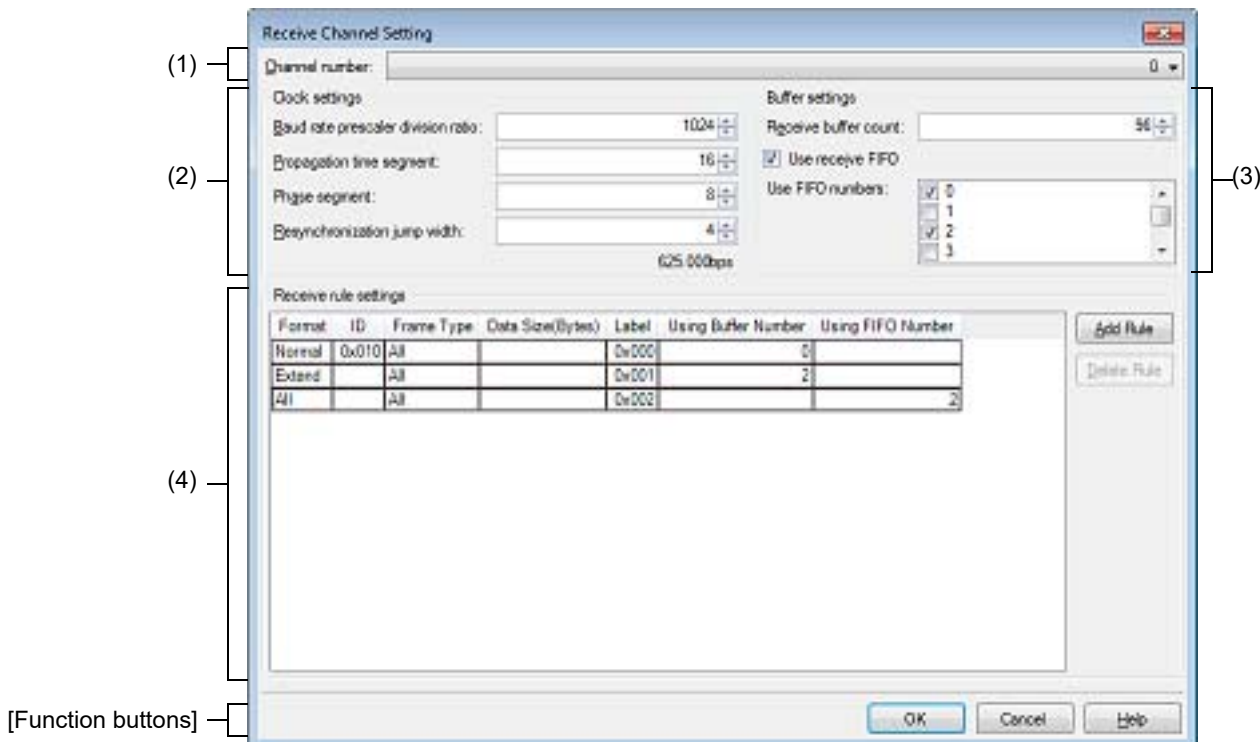 Receive Channel Setting
(1)
Channel number: 0
(2)
Clock settings
Baud rate prescaler division ratio: 1024
Propagation time segment: 16
Phase segment: 8
Resynchronization jump width: 4
625.000bps
Buffer settings
Receive buffer count: 96
Use receive FIFO
Use FIFO numbers: 0
1
2
3
(3)
(4)
Receive rule settings
Format ID Frame Type Data Size(Bytes) Label Using Buffer Number Using FIFO Number
Normal 0x010 All 0x000 0
Extend All 0x001 2
All All 0x002 2
Add Rule
Delete Rule
[Function buttons]
OK Cancel Help